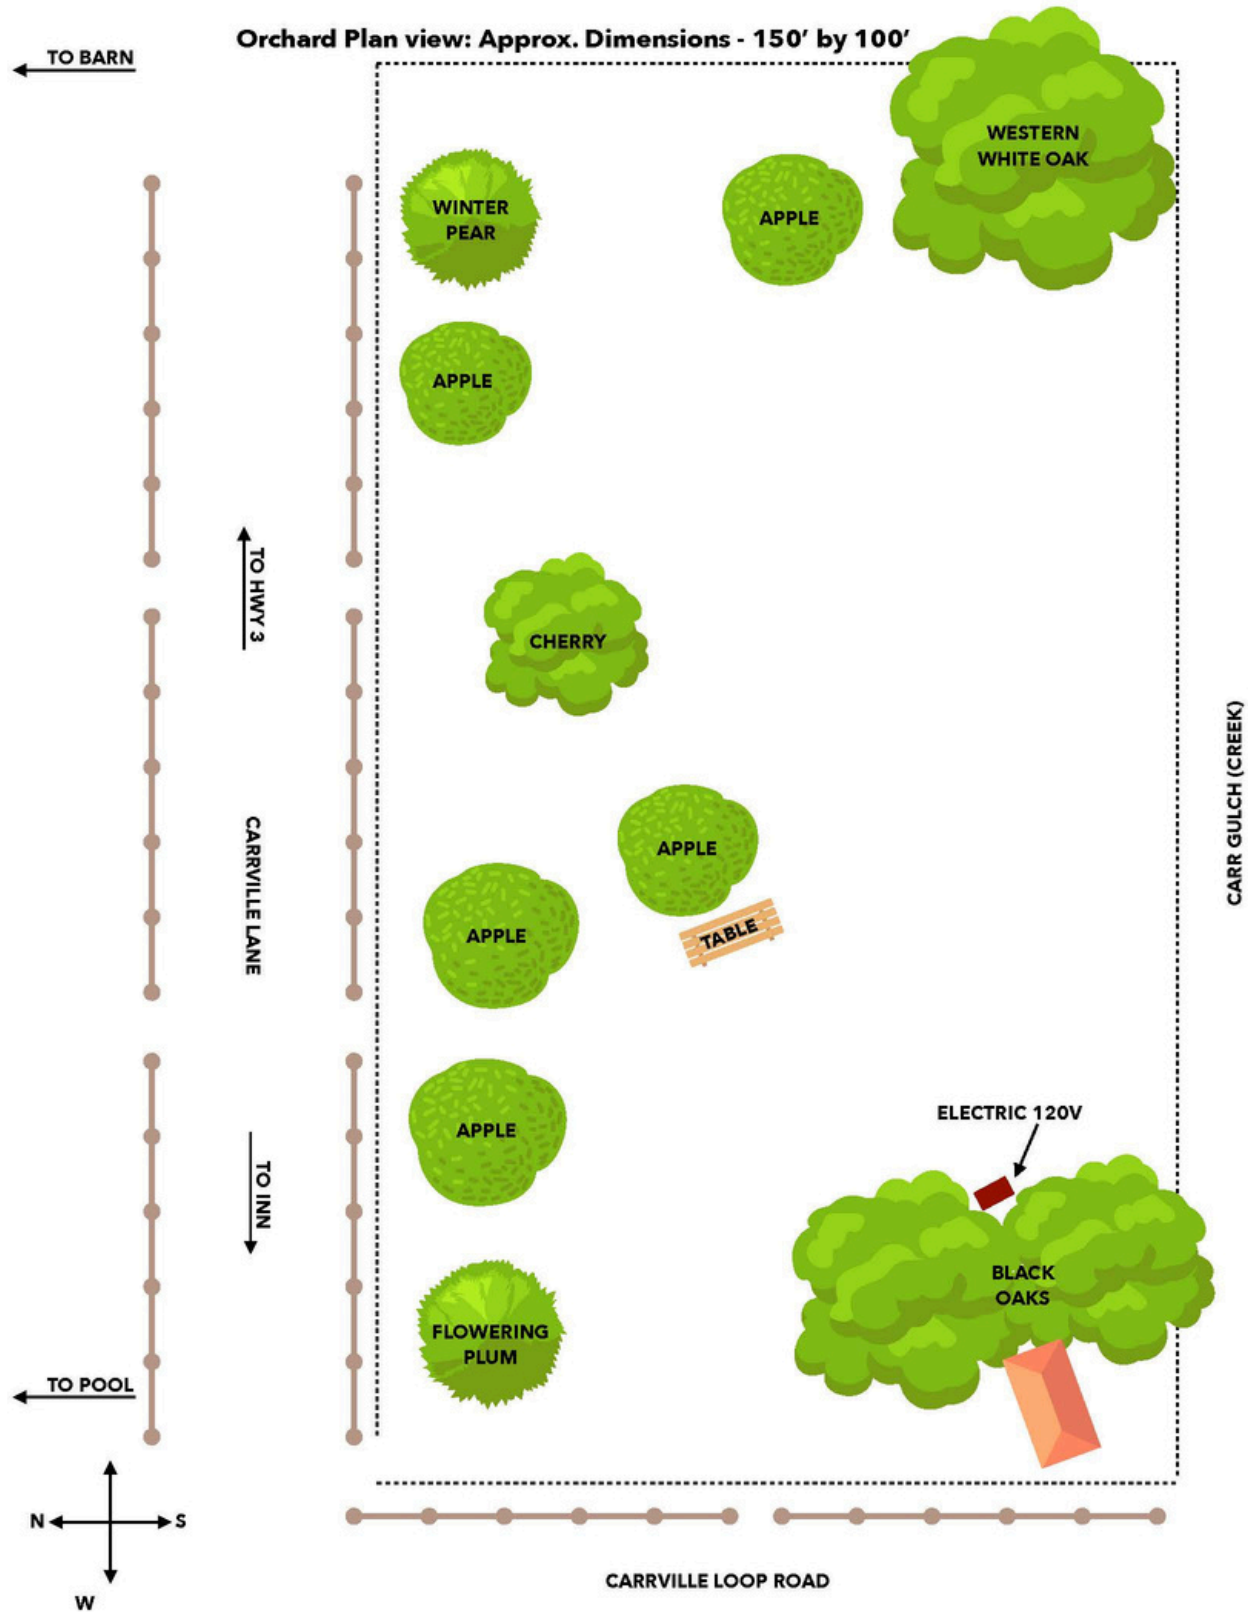 Orchard Plan view: Approx. Dimensions - 150’ by 100’
TO BARN
WESTERN
WHITE OAK
WINTER
PEAR
APPLE
APPLE
TO HWY 3
CHERRY
CARRVILLE LANE
APPLE
CARR GULCH (CREEK)
APPLE
TABLE
APPLE
ELECTRIC 120V
TO INN
BLACK
OAKS
FLOWERING
PLUM
TO POOL
N
S
W
CARRVILLE LOOP ROAD